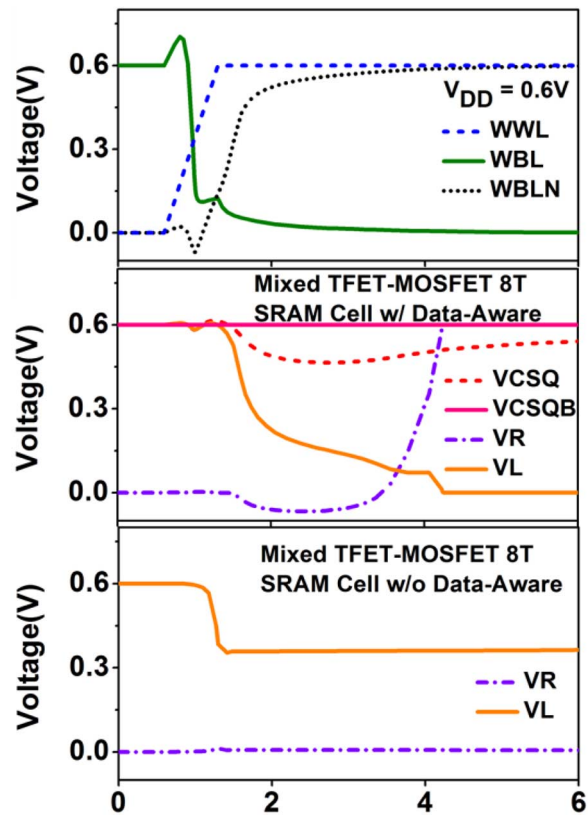 Voltage(V)
0.6
0.3
0.0
VDD = 0.6V
WWL
WBL
WBLN
Voltage(V)
0.6
0.3
0.0
Mixed TFET-MOSFET 8T
SRAM Cell w/ Data-Aware
VCSQ
VCSQB
VR
VL
Voltage(V)
0.6
0.3
0.0
Mixed TFET-MOSFET 8T
SRAM Cell w/o Data-Aware
VR
VL
0 2 4 6